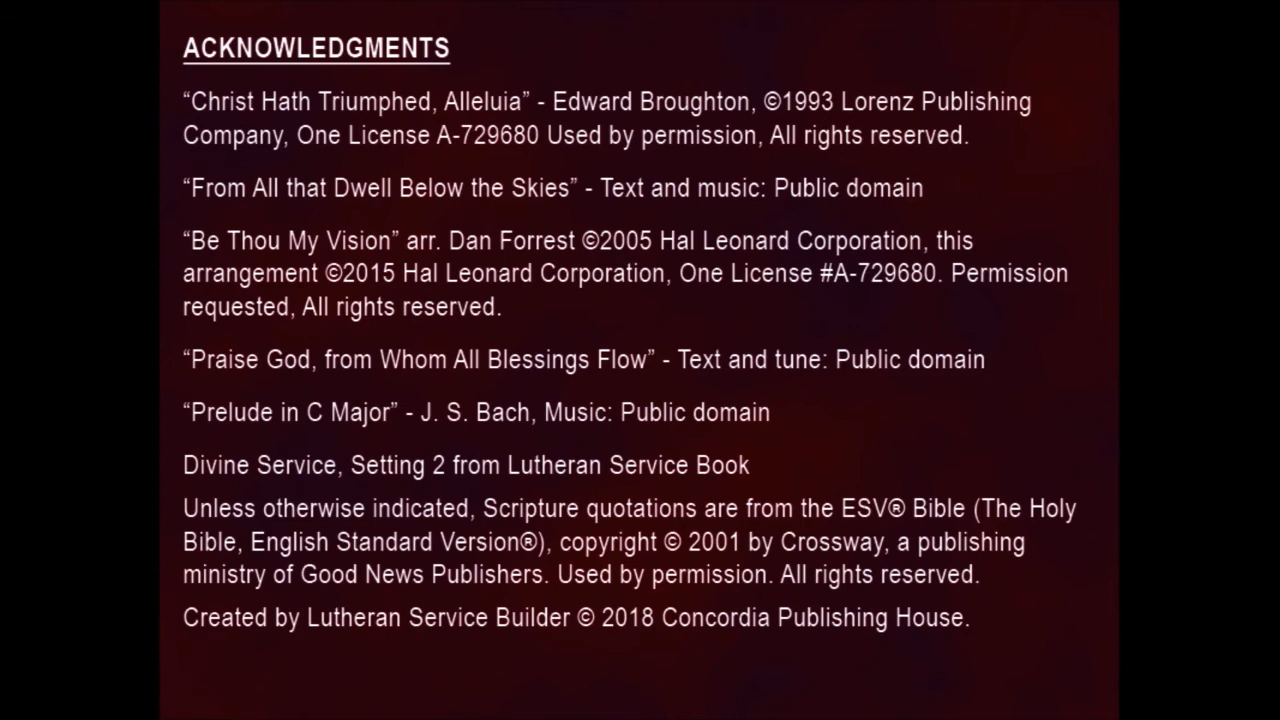 ACKNOWLEDGMENTS
“Christ Hath Triumphed, Alleluia” - Edward Broughton, ©1993 Lorenz Publishing
Company, One License A-729680 Used by permission, All rights reserved.
“From All that Dwell Below the Skies” - Text and music: Public domain
“Be Thou My Vision” arr. Dan Forrest ©2005 Hal Leonard Corporation, this
arrangement ©2015 Hal Leonard Corporation, One License #A-729680. Permission
requested, All rights reserved.
“Praise God, from Whom All Blessings Flow” - Text and tune: Public domain
“Prelude in C Major” - J. S. Bach, Music: Public domain
Divine Service, Setting 2 from Lutheran Service Book
Unless otherwise indicated, Scripture quotations are from the ESV® Bible (The Holy
Bible, English Standard Version®), copyright © 2001 by Crossway, a publishing
ministry of Good News Publishers. Used by permission. All rights reserved.
Created by Lutheran Service Builder © 2018 Concordia Publishing House.